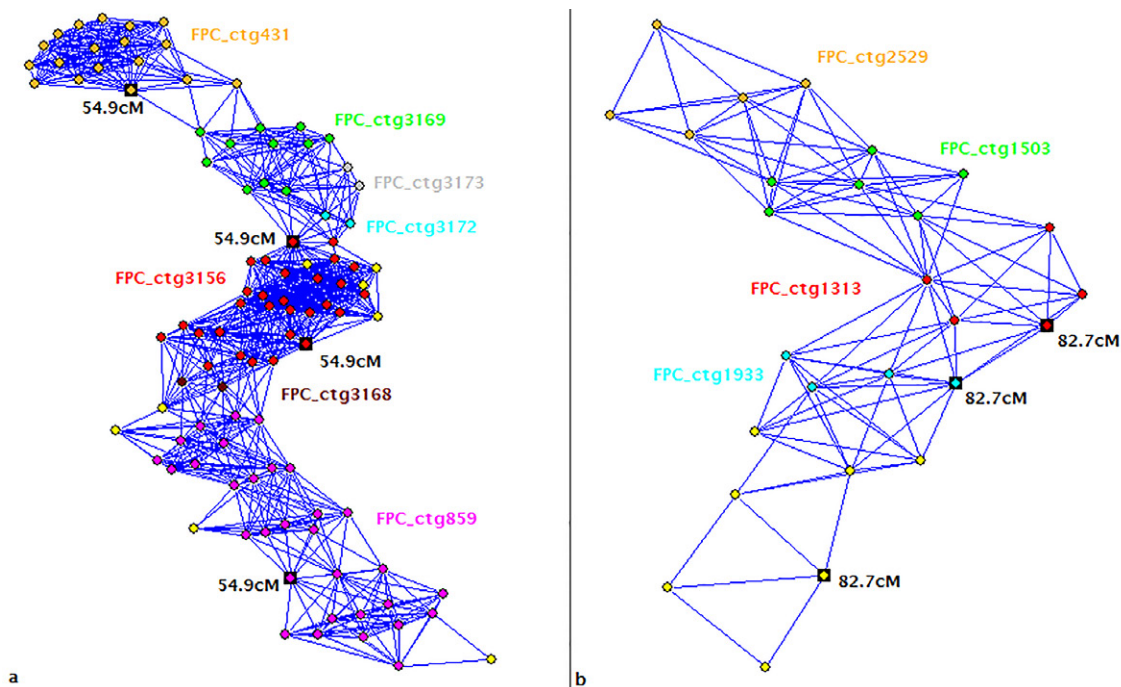 FPC_ctg431
54.9cM
FPC_ctg3169
FPC_ctg3173
FPC_ctg3172
54.9cM
FPC_ctg3156
54.9cM
FPC_ctg3168
FPC_ctg859
54.9cM
a
FPC_ctg2529
FPC_ctg1503
FPC_ctg1313
82.7cM
FPC_ctg1933
82.7cM
82.7cM
b